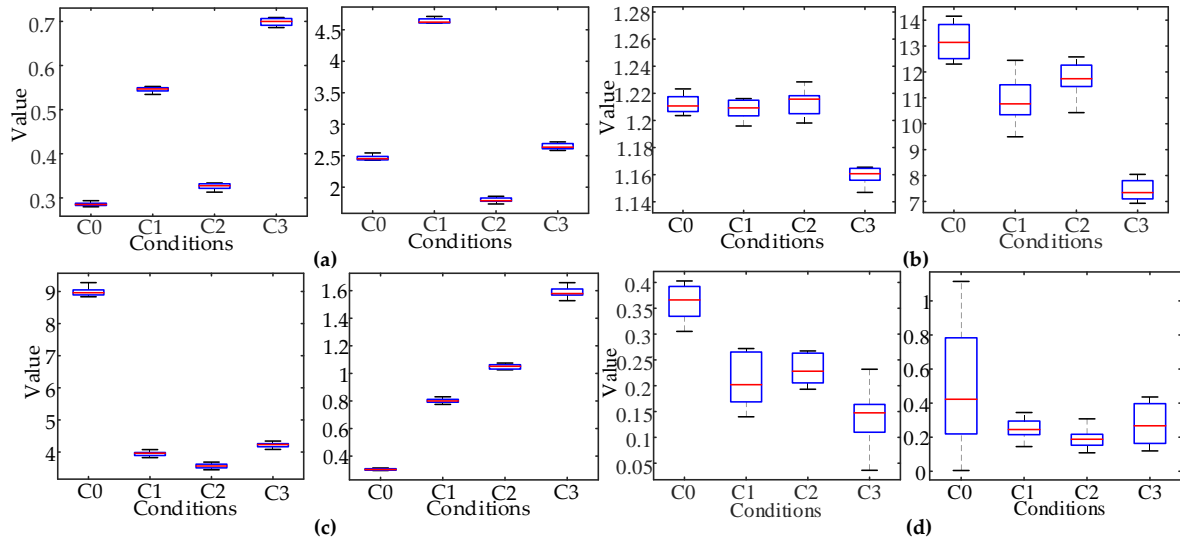 0.7
0.6
0.5
0.4
0.3
Value
C0 C1 C2 C3
Conditions
4.5
4
3.5
3
2.5
2
C0 C1 C2 C3
Conditions
(a)
1.28
1.26
1.24
1.22
1.2
1.18
1.16
1.14
Value
C0 C1 C2 C3
Conditions
14
13
12
11
10
9
8
7
C0 C1 C2 C3
Conditions
(b)
9
8
7
6
5
4
Value
C0 C1 C2 C3
Conditions
1.6
1.4
1.2
1
0.8
0.6
0.4
C0 C1 C2 C3
Conditions
(c)
0.4
0.35
0.3
0.25
0.2
0.15
0.1
0.05
Value
C0 C1 C2 C3
Conditions
1
0.8
0.6
0.4
0.2
0
C0 C1 C2 C3
Conditions
(d)